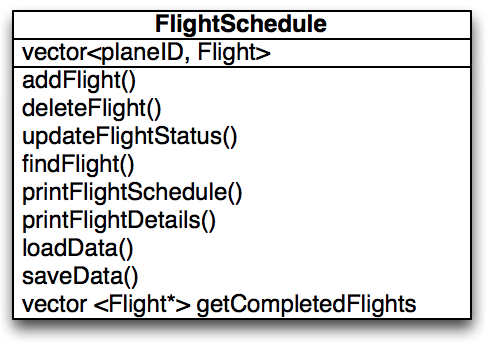 FlightSchedule
vector<planeID, Flight>
addFlight()
deleteFlight()
updateFlightStatus()
findFlight()
printFlightSchedule()
printFlightDetails()
loadData()
saveData()
vector <Flight*> getCompletedFlights